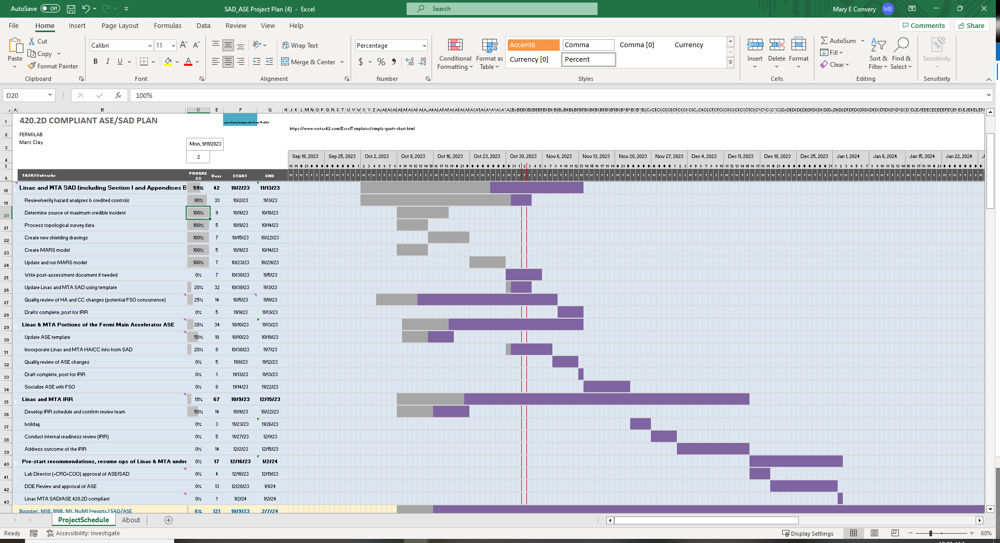 AutoSave Off SAD_ASE Project Plan (4) - Excel Search Mary E Convery ME
File Home Insert Page Layout Formulas Data Review View Help Comments Share
Paste Cut Copy Format Painter
Calibri 11
B I U
Wrap Text
Merge & Center
Percentage
$ %
Conditional Formatting Format as Table
Accent6 Comma Comma [0] Currency
Currency [0] Percent
Insert Delete Format
AutoSum Fill Clear Sort & Filter Find & Select Sensitivity
Clipboard Font Alignment Number Styles Cells Editing Sensitivity
D20 100%
A B D E F G H J K L M N O P Q R S T U V W X Y Z
420.2D COMPLIANT ASE/SAD PLAN
https://www.vertex42.com/ExcelTemplates/simple-gantt-chart.html
FERMILAB
Marc Clay
Mon, 9/11/2023
2
Sep 18, 2023 Sep 25, 2023 Oct 2, 2023 Oct 9, 2023 Oct 16, 2023 Oct 23, 2023 Oct 30, 2023 Nov 6, 2023 Nov 13, 2023 Nov 20, 2023 Nov 27, 2023 Dec 4, 2023 Dec 11, 2023 Dec 18, 2023 Dec 25, 2023 Jan 1, 2024 Jan 8, 2024 Jan 15, 2024 Jan 22, 2024
TASK/Subtasks PROGRESS Days START END
18 Linac and MTA SAD (including Section I and Appendices B 59% 42 10/2/23 11/13/23
19 Review/verify hazard analyses & credited controls 90% 33 10/2/23 11/3/23
20 Determine source of maximum credible incident 100% 9 10/9/23 10/18/23
21 Process topological survey data 100% 5 10/9/23 10/14/23
22 Create new shielding drawings 100% 7 10/15/23 10/22/23
23 Create MARS model 100% 5 10/9/23 10/14/23
24 Update and run MARS model 100% 7 10/23/23 10/29/23
25 Write post-assessment document if needed 0% 7 10/30/23 11/5/23
26 Update Linac and MTA SAD using template 20% 32 10/30/23 11/3/23
27 Quality review of HA and CC changes (potential FSO concurrence) 25% 14 10/5/23 11/8/23
28 Drafts complete, post for IRR 0% 5 11/9/23 11/13/23
29 Linac & MTA Portions of the Fermi Main Accelerator ASE 28% 34 10/10/23 11/13/23
30 Update ASE template 50% 10 10/10/23 10/19/23
31 Incorporate Linac and MTA HA/CC info from SAD 20% 8 10/30/23 11/7/23
32 Quality review of ASE changes 0% 5 11/8/23 11/12/23
33 Draft complete, post for IRR 0% 1 11/13/23 11/13/23
34 Socialize ASE with FSO 0% 8 11/14/23 11/22/23
35 Linac and MTA IRR 19% 67 10/9/23 12/15/23
36 Develop IRR schedule and confirm review team 50% 14 10/9/23 10/22/23
37 holiday 0% 3 11/23/23 11/26/23
38 Conduct internal readiness review (IRR) 0% 5 11/27/23 12/1/23
39 Address outcome of the IRR 0% 14 12/2/23 12/15/23
40 Pre-start recommendations, resume ops of Linac & MTA under 0% 17 12/16/23 1/2/24
41 Lab Director (+CRO+COO) approval of ASE/SAD 0% 4 12/16/23 12/19/23
42 DOE Review and approval of ASE 0% 13 12/20/23 1/1/24
43 Linac MTA SAD/ASE 420.2D compliant 0% 1 1/2/24 1/2/24
Booster, MI8, BNB, MI, NuMI (+expts.) SAD/ASE 6% 121 10/9/23 2/7/24
ProjectSchedule About
Ready Accessibility: Investigate Display Settings 60%